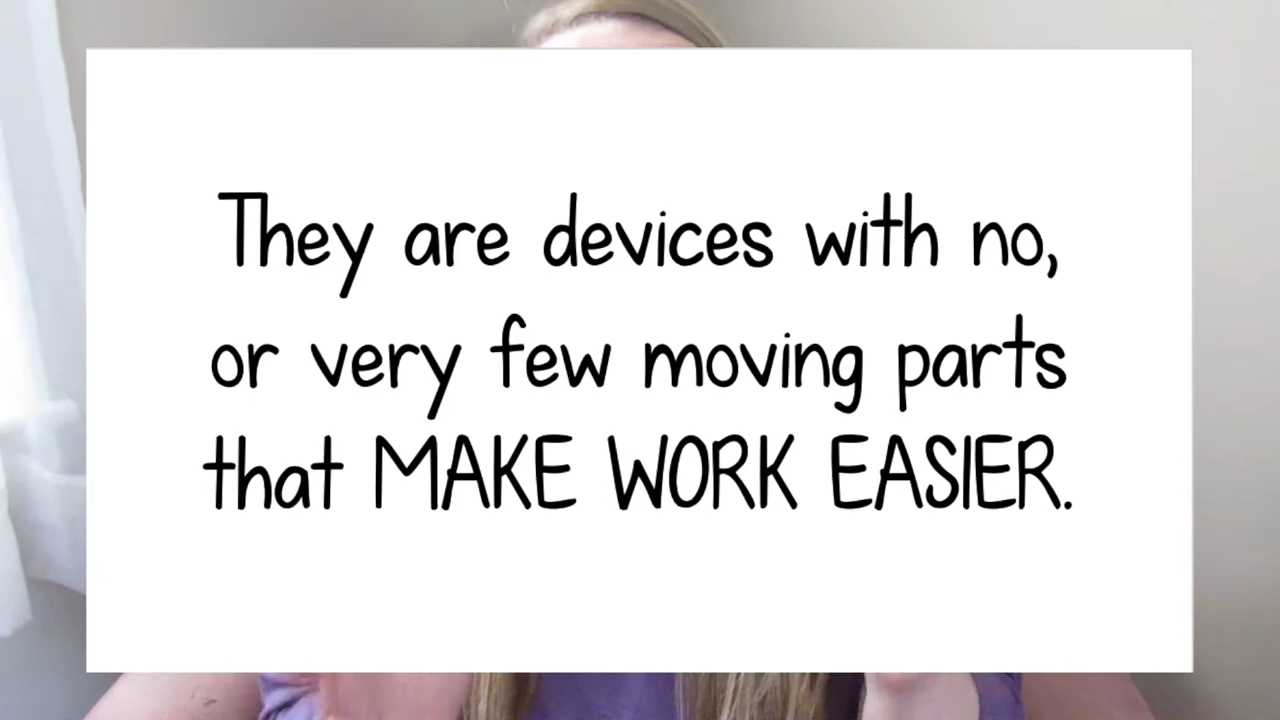 They are devices with no,
or very few moving parts
that MAKE WORK EASIER.